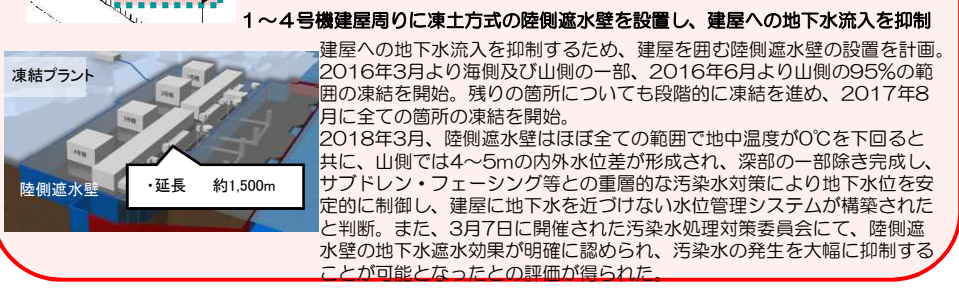 1～4号機建屋周りに凍土方式の陸側遮水壁を設置し、建屋への地下水流入を抑制
建屋への地下水流入を抑制するため、建屋を囲む陸側遮水壁の設置を計画。
2016年3月より海側及び山側の一部、2016年6月より山側の95%の範
囲の凍結を開始。残りの箇所についても段階的に凍結を進め、2017年8
月に全ての箇所の凍結を開始。
2018年3月、陸側遮水壁はほぼ全ての範囲で地中温度が0℃を下回ると
共に、山側では4～5mの内外水位差が形成され、深部の一部除き完成し、
サブドレン・フェーシング等との重層的な汚染水対策により地下水位を安
定的に制御し、建屋に地下水を近づけない水位管理システムが構築された
と判断。また、3月7日に開催された汚染水処理対策委員会にて、陸側遮
水壁の地下水遮水効果が明確に認められ、汚染水の発生を大幅に抑制する
ことが可能となったとの評価が得られた。
凍結プラント
陸側遮水壁
・延長 約1,500m